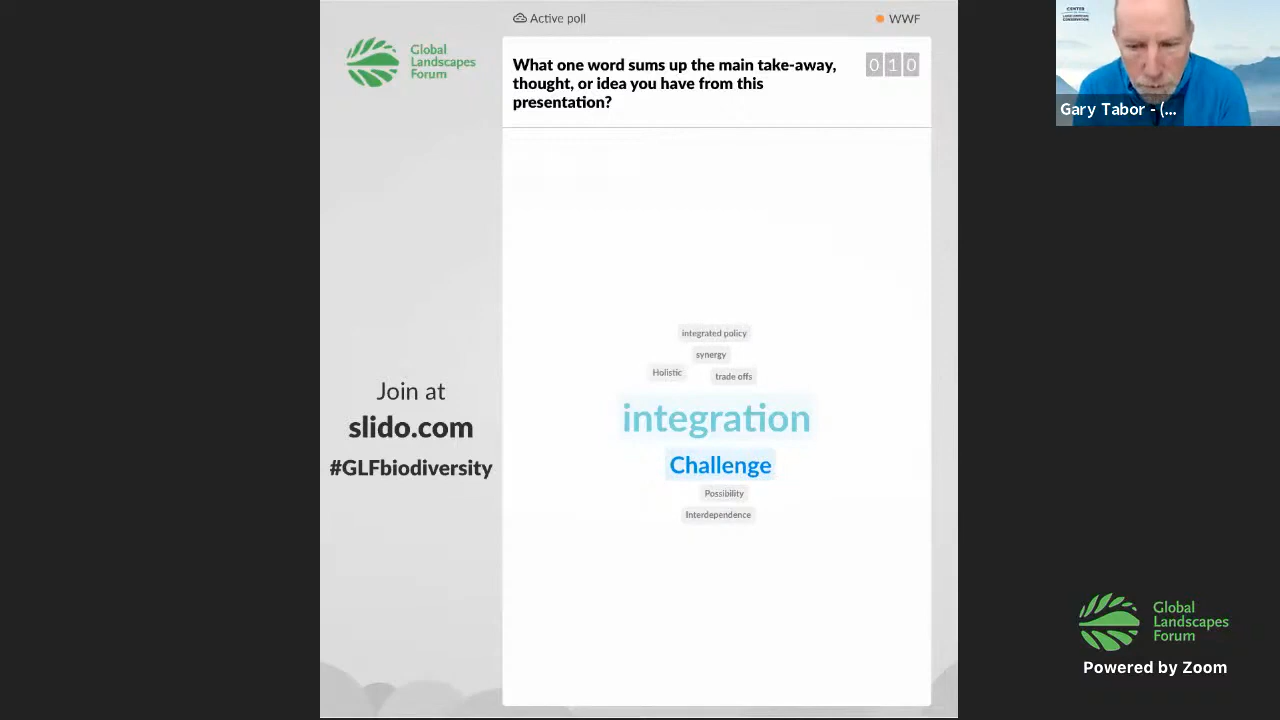 Active poll
WWF
Global
Landscapes
Forum
What one word sums up the main take-away,
thought, or idea you have from this
presentation?
010
integrated policy
synergy
Holistic
trade offs
integration
Challenge
Possibility
Interdependence
Join at
slido.com
#GLFbiodiversity
CENTER
CONSERVATION
Gary Tabor - (...
Global
Landscapes
Forum
Powered by Zoom